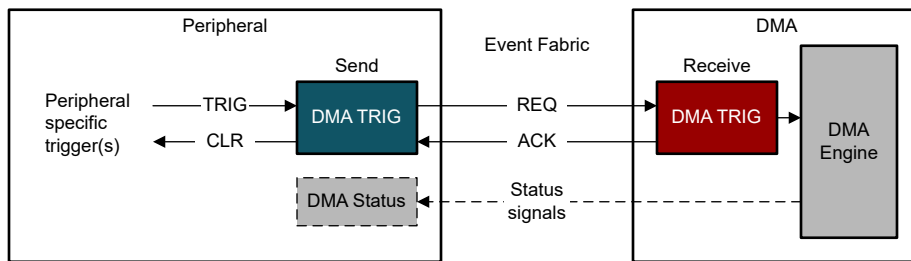 Peripheral
Event Fabric
DMA
Send
Receive
Peripheral
specific
trigger(s)
TRIG
CLR
DMA TRIG
REQ
ACK
DMA TRIG
DMA
Engine
DMA Status
Status
signals